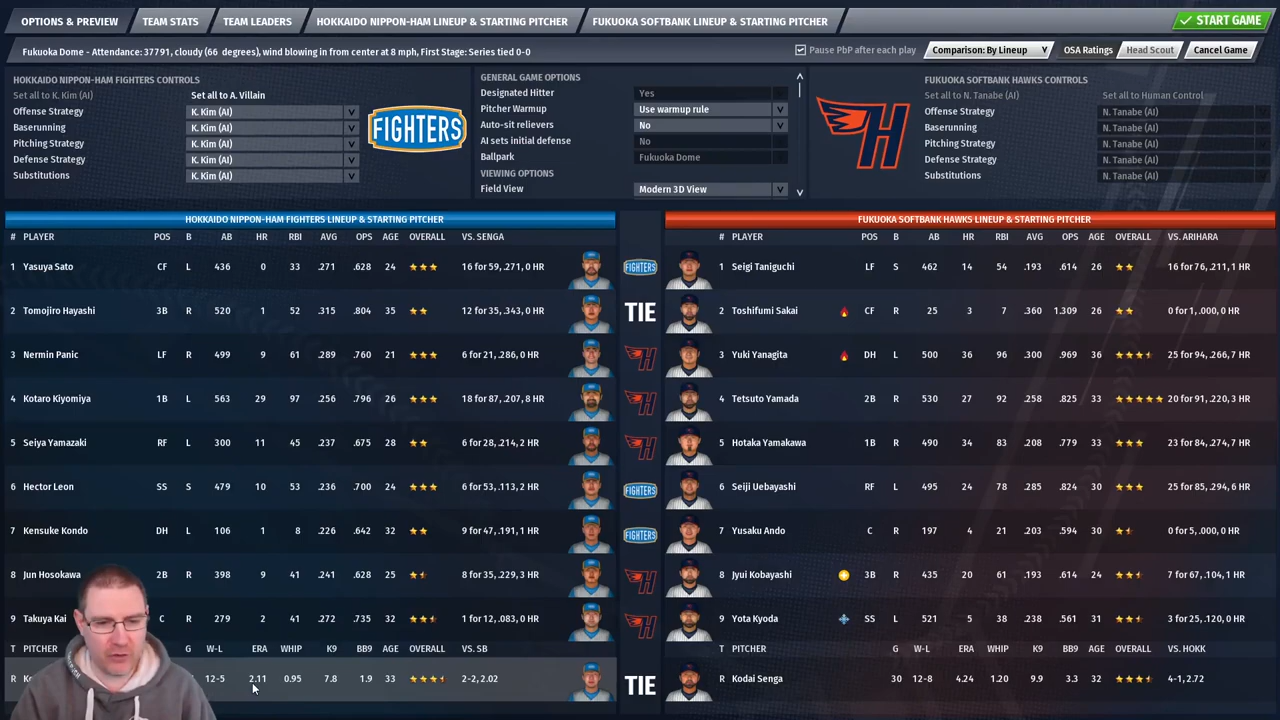 OPTIONS & PREVIEW TEAM STATS TEAM LEADERS HOKKAIDO NIPPON-HAM LINEUP & STARTING PITCHER FUKUOKA SOFTBANK LINEUP & STARTING PITCHER START GAME
Fukuoka Dome - Attendance: 37791, cloudy (66 degrees), wind blowing in from center at 8 mph, First Stage: Series tied 0-0 Pause PbP after each play Comparison: By Lineup OSA Ratings Head Scout Cancel Game
HOKKAIDO NIPPON-HAM FIGHTERS CONTROLS
Set all to K. Kim (AI) Set all to A. Villain
Offense Strategy K. Kim (AI)
Baserunning K. Kim (AI)
Pitching Strategy K. Kim (AI)
Defense Strategy K. Kim (AI)
Substitutions K. Kim (AI)
FIGHTERS
GENERAL GAME OPTIONS
Designated Hitter Yes
Pitcher Warmup Use warmup rule
Auto-sit relievers No
AI sets initial defense No
Ballpark Fukuoka Dome
VIEWING OPTIONS
Field View Modern 3D View
H
FUKUOKA SOFTBANK HAWKS CONTROLS
Set all to N. Tanabe (AI) Set all to Human Control
Offense Strategy N. Tanabe (AI)
Baserunning N. Tanabe (AI)
Pitching Strategy N. Tanabe (AI)
Defense Strategy N. Tanabe (AI)
Substitutions N. Tanabe (AI)
HOKKAIDO NIPPON-HAM FIGHTERS LINEUP & STARTING PITCHER
# PLAYER POS B AB HR RBI AVG OPS AGE OVERALL VS. SENGA
1 Yasuya Sato CF L 436 0 33 .271 .628 24 16 for 59, .271, 0 HR
2 Tomojiro Hayashi 3B R 520 1 52 .315 .804 35 12 for 35, .343, 0 HR
3 Nermin Panic LF R 499 9 61 .289 .760 21 6 for 21, .286, 0 HR
4 Kotaro Kiyomiya 1B L 563 29 97 .256 .796 26 18 for 87, .207, 8 HR
5 Seiya Yamazaki RF L 300 11 45 .237 .675 28 6 for 28, .214, 2 HR
6 Hector Leon SS S 479 10 53 .236 .700 24 6 for 53, .113, 2 HR
7 Kensuke Kondo DH L 106 1 8 .226 .642 32 9 for 47, .191, 1 HR
8 Jun Hosokawa 2B R 398 9 41 .241 .628 25 8 for 35, .229, 3 HR
9 Takuya Kai C R 279 2 41 .272 .735 32 1 for 12, .083, 0 HR
T PITCHER G W-L ERA WHIP K9 BB9 AGE OVERALL VS. SB
R 12-5 2.11 0.95 7.8 1.9 33 2-2, 2.02
FIGHTERS
TIE
H
H
H
FIGHTERS
FIGHTERS
H
H
TIE
FUKUOKA SOFTBANK HAWKS LINEUP & STARTING PITCHER
# PLAYER POS B AB HR RBI AVG OPS AGE OVERALL VS. ARIHARA
1 Seigi Taniguchi LF S 462 14 54 .193 .614 26 16 for 76, .211, 1 HR
2 Toshifumi Sakai CF R 25 3 7 .360 1.309 26 0 for 1, .000, 0 HR
3 Yuki Yanagita DH L 500 36 96 .300 .969 36 25 for 94, .266, 7 HR
4 Tetsuto Yamada 2B R 530 27 92 .258 .825 33 20 for 91, .220, 3 HR
5 Hotaka Yamakawa 1B R 490 34 83 .208 .779 33 23 for 84, .274, 7 HR
6 Seiji Uebayashi RF L 495 24 78 .285 .824 30 25 for 85, .294, 6 HR
7 Yusaku Ando C R 197 4 21 .203 .594 30 0 for 5, .000, 0 HR
8 Jyui Kobayashi 3B R 435 20 61 .193 .614 24 7 for 67, .104, 1 HR
9 Yota Kyoda SS L 521 5 38 .238 .561 31 3 for 25, .120, 0 HR
T PITCHER G W-L ERA WHIP K9 BB9 AGE OVERALL VS. HOKK
R Kodai Senga 30 12-8 4.24 1.20 9.9 3.3 32 4-1, 2.72